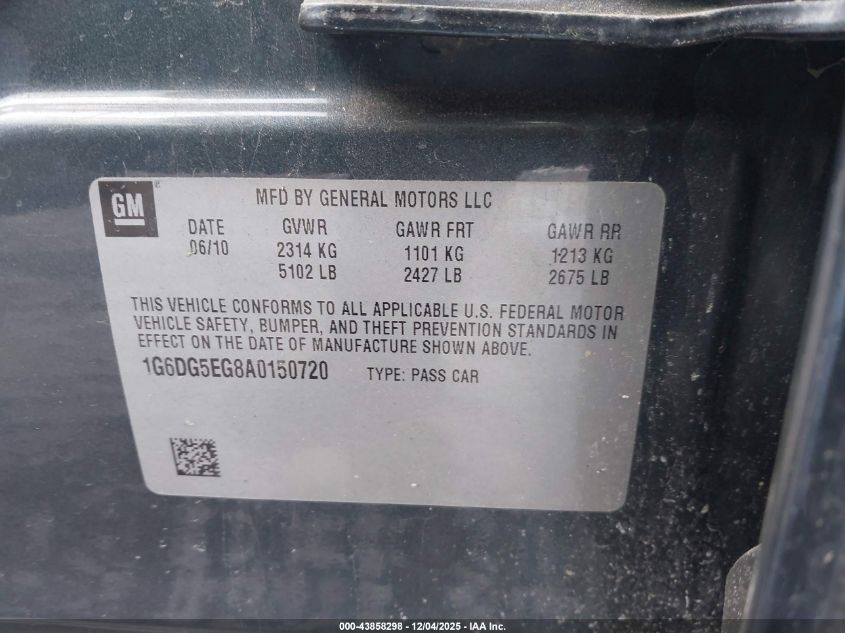 GM
MFD BY GENERAL MOTORS LLC
DATE GVWR GAWR FRT GAWR RR
06/10 2314 KG 1101 KG 1213 KG
5102 LB 2427 LB 2675 LB
THIS VEHICLE CONFORMS TO ALL APPLICABLE U.S. FEDERAL MOTOR
VEHICLE SAFETY, BUMPER, AND THEFT PREVENTION STANDARDS IN
EFFECT ON THE DATE OF MANUFACTURE SHOWN ABOVE.
1G6DG5EG8A0150720 TYPE: PASS CAR
000-43858298 - 12/04/2025 - IAA Inc.